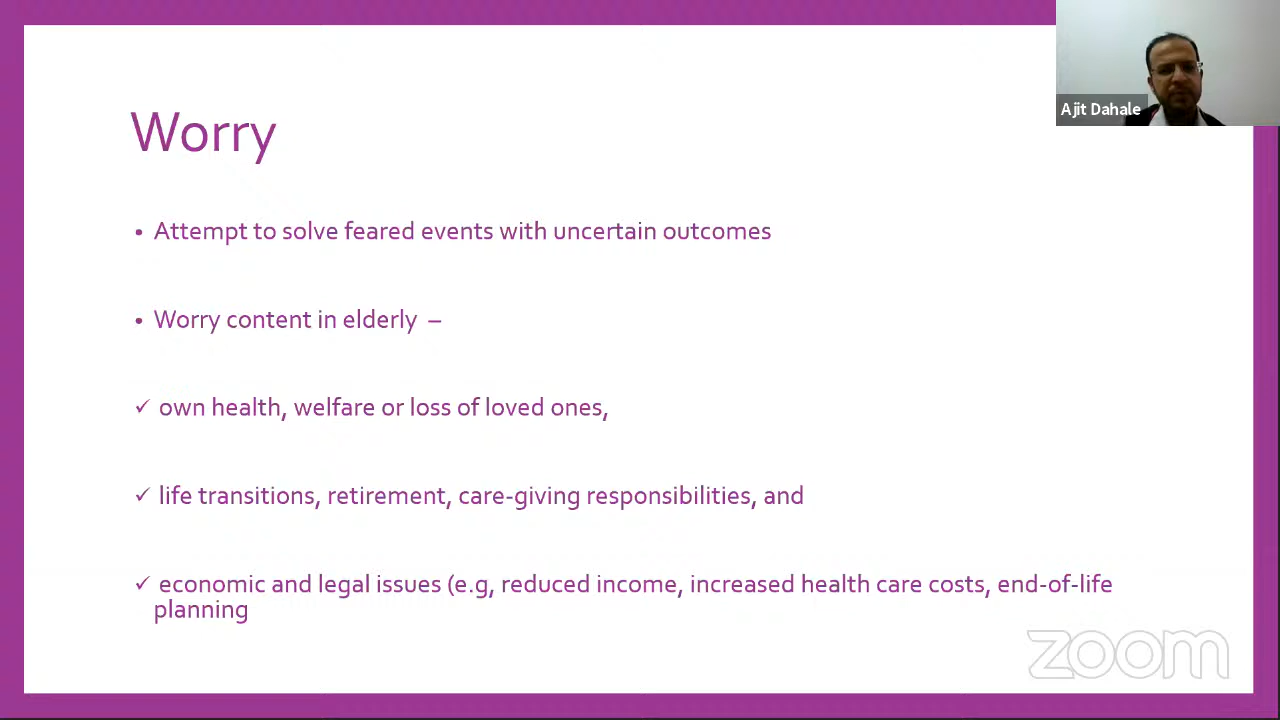 Ajit Dahale
Worry
• Attempt to solve feared events with uncertain outcomes
• Worry content in elderly –
✓ own health, welfare or loss of loved ones,
✓ life transitions, retirement, care-giving responsibilities, and
✓ economic and legal issues (e.g, reduced income, increased health care costs, end-of-life
planning
zoom